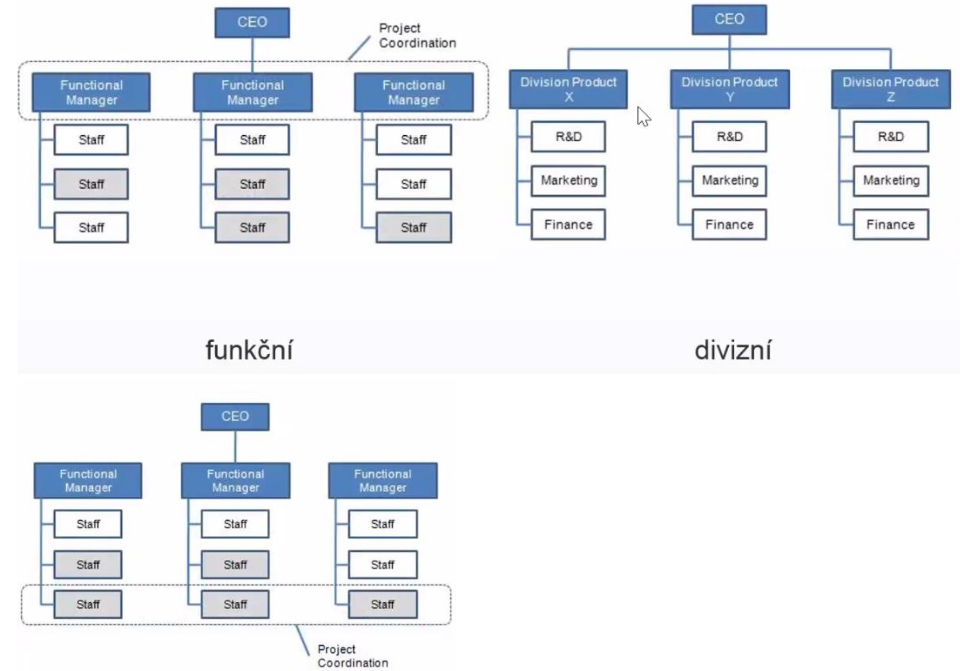 CEO
Project
Coordination
Functional
Manager
Functional
Manager
Functional
Manager
Staff
Staff
Staff
Staff
Staff
Staff
Staff
Staff
Staff
funkční
CEO
Division Product
X
Division Product
Y
Division Product
Z
R&D
R&D
R&D
Marketing
Marketing
Marketing
Finance
Finance
Finance
divizní
CEO
Functional
Manager
Functional
Manager
Functional
Manager
Staff
Staff
Staff
Staff
Staff
Staff
Staff
Staff
Staff
Project
Coordination